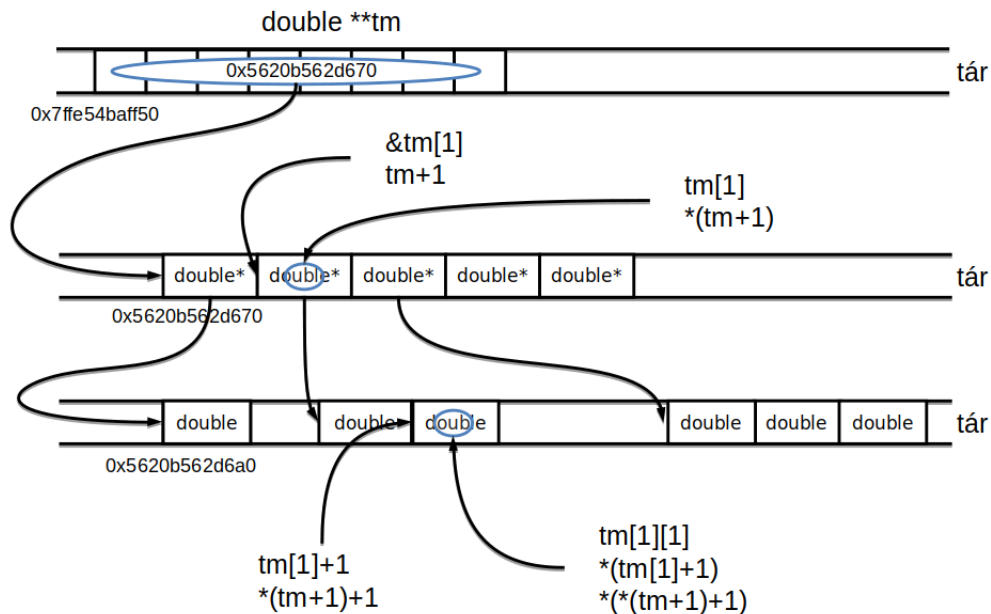 double **tm
0x5620b562d670
tár
0x7ffe54baff50
&tm[1]
tm+1
tm[1]
*(tm+1)
double* double* double* double* double*
tár
0x5620b562d670
double double double double double double
tár
0x5620b562d6a0
tm[1]+1
*(tm+1)+1
tm[1][1]
*(tm[1]+1)
*(*(tm+1)+1)